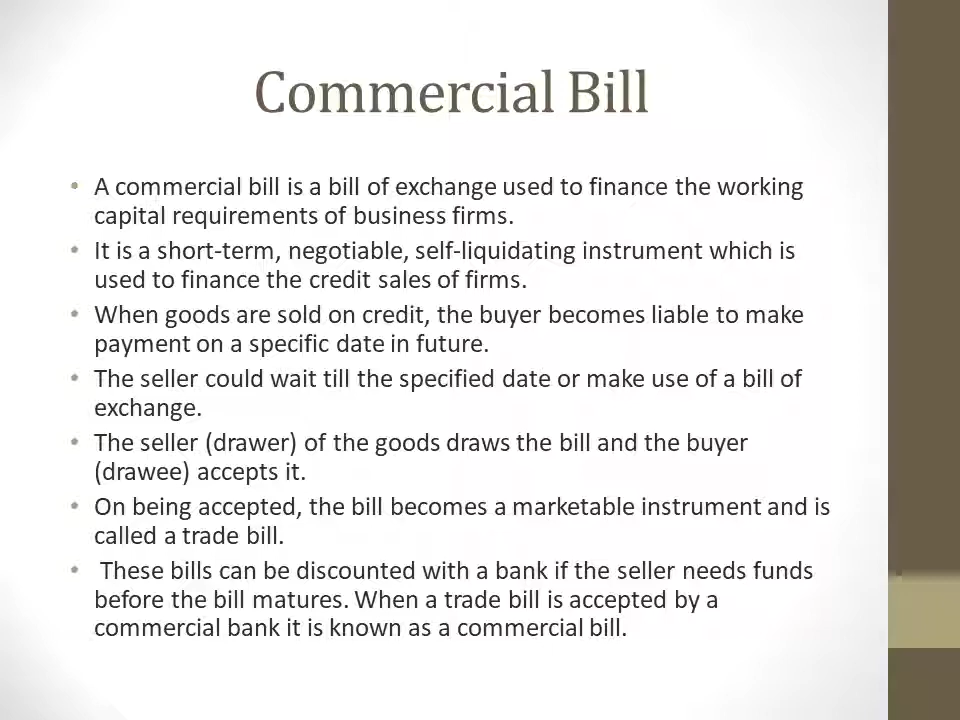 Commercial Bill
• A commercial bill is a bill of exchange used to finance the working
capital requirements of business firms.
• It is a short-term, negotiable, self-liquidating instrument which is
used to finance the credit sales of firms.
• When goods are sold on credit, the buyer becomes liable to make
payment on a specific date in future.
• The seller could wait till the specified date or make use of a bill of
exchange.
• The seller (drawer) of the goods draws the bill and the buyer
(drawee) accepts it.
• On being accepted, the bill becomes a marketable instrument and is
called a trade bill.
• These bills can be discounted with a bank if the seller needs funds
before the bill matures. When a trade bill is accepted by a
commercial bank it is known as a commercial bill.